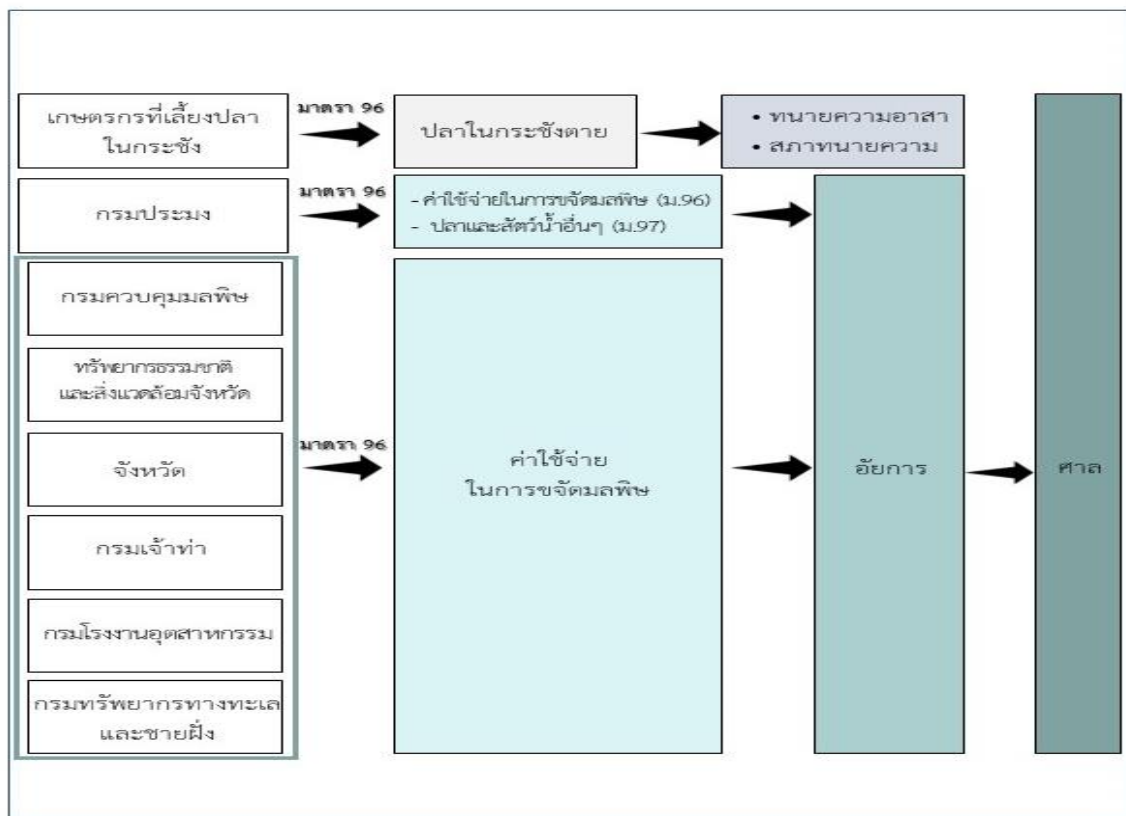 เกษตรกรที่เลี้ยงปลา
ในกระชัง
มาตรา 96
ปลาในกระชังตาย
• ทนายความอาสา
• สภาทนายความ
กรมประมง
มาตรา 96
- ค่าใช้จ่ายในการขจัดมลพิษ (ม.96)
- ปลาและสัตว์น้ำอื่นๆ (ม.97)
กรมควบคุมมลพิษ
ทรัพยากรธรรมชาติ
และสิ่งแวดล้อมจังหวัด
จังหวัด
กรมเจ้าท่า
กรมโรงงานอุตสาหกรรม
กรมทรัพยากรทางทะเล
และชายฝั่ง
มาตรา 96
ค่าใช้จ่าย
ในการขจัดมลพิษ
อัยการ
ศาล